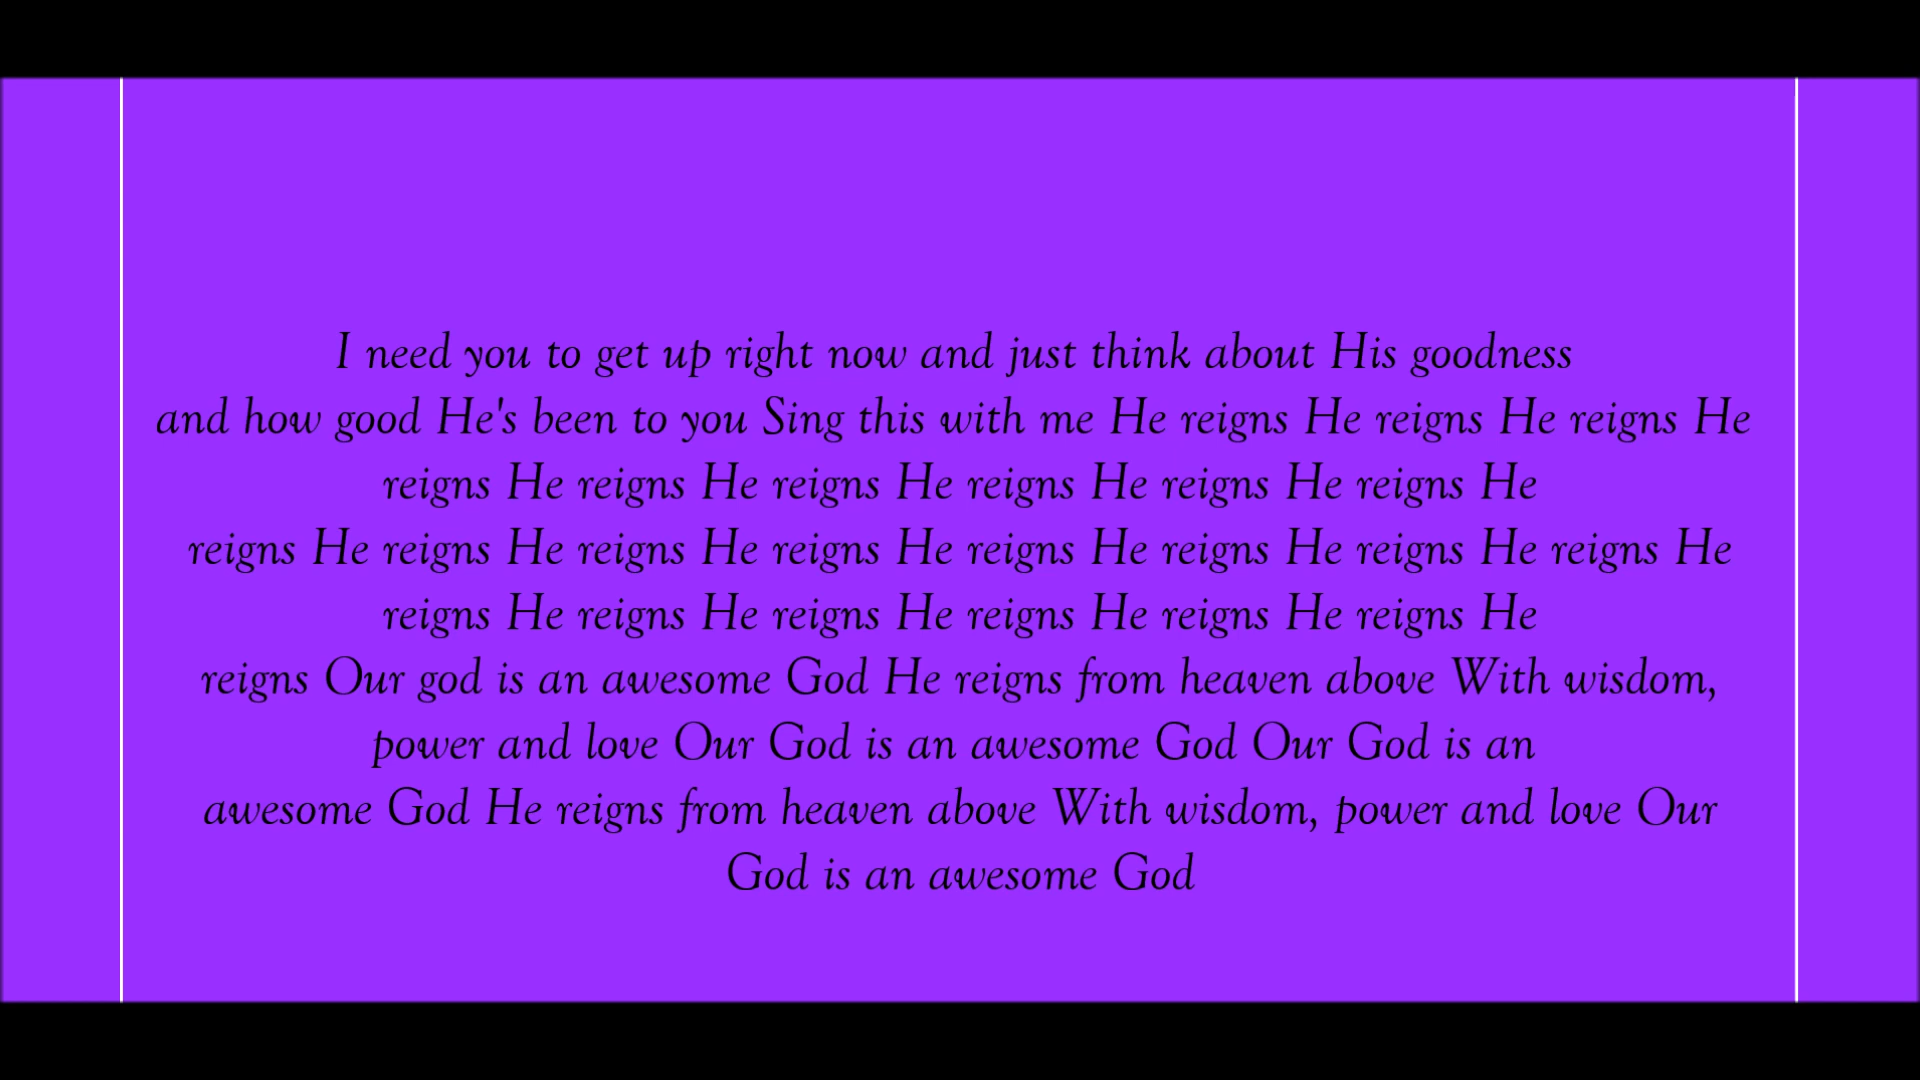 I need you to get up right now and just think about His goodness
and how good He's been to you Sing this with me He reigns He reigns He reigns He
reigns He reigns He reigns He reigns He reigns He reigns He
reigns He reigns He reigns He reigns He reigns He reigns He reigns He reigns He
reigns He reigns He reigns He reigns He reigns He reigns He
reigns Our god is an awesome God He reigns from heaven above With wisdom,
power and love Our God is an awesome God Our God is an
awesome God He reigns from heaven above With wisdom, power and love Our
God is an awesome God